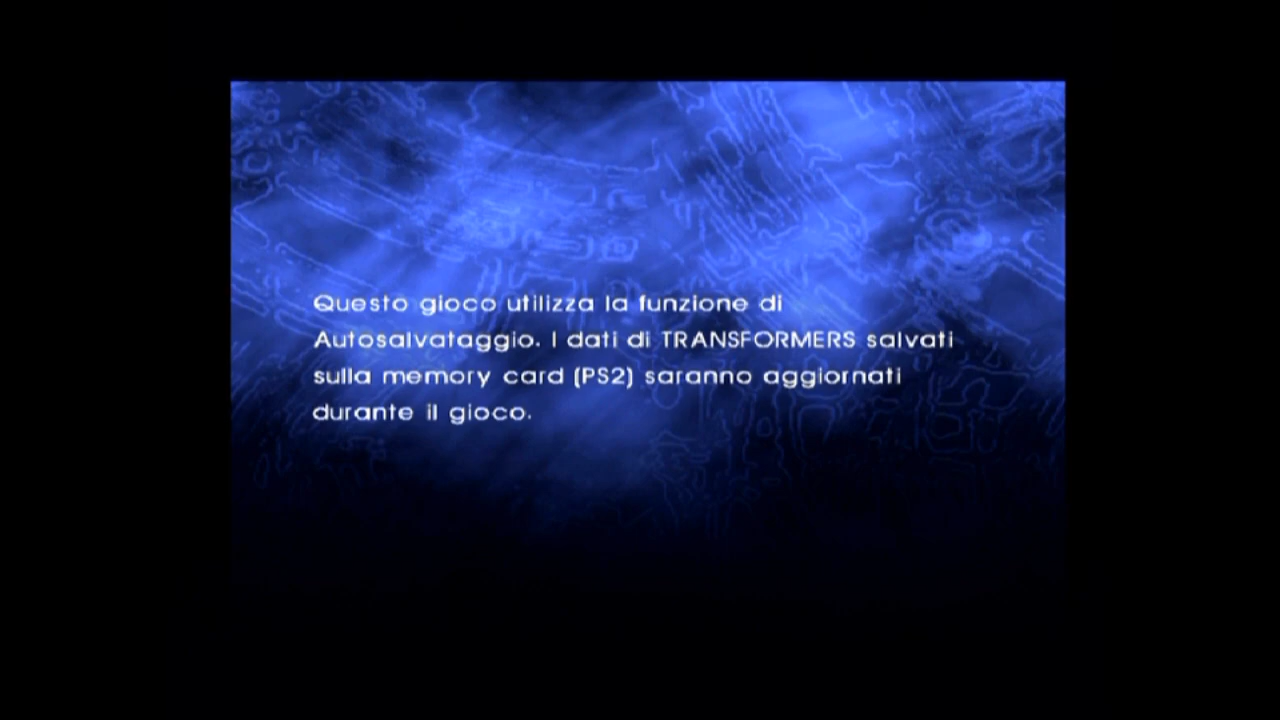 Questo gioco utilizza la funzione di
Autosalvataggio. I dati di TRANSFORMERS salvati
sulla memory card (PS2) saranno aggiornati
durante il gioco.